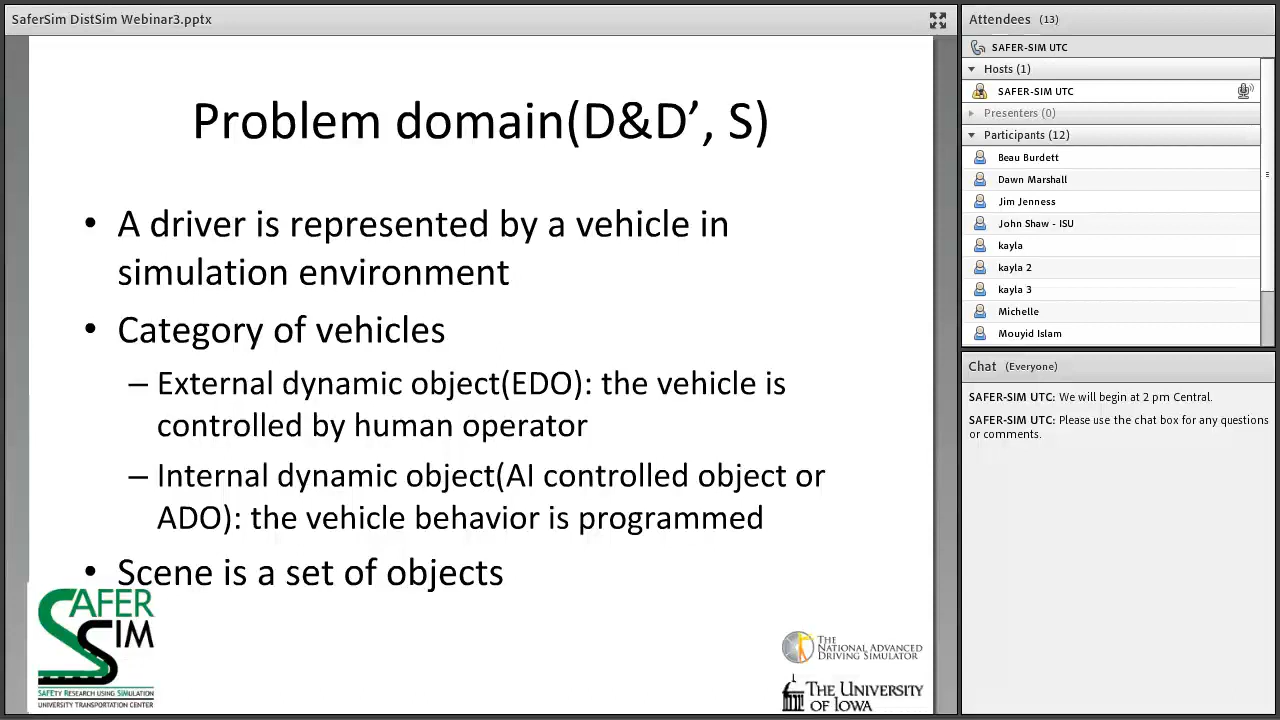 SaferSim DistSim Webinar3.pptx
Problem domain(D&D’, S)
• A driver is represented by a vehicle in
simulation environment
• Category of vehicles
– External dynamic object(EDO): the vehicle is
controlled by human operator
– Internal dynamic object(AI controlled object or
ADO): the vehicle behavior is programmed
• Scene is a set of objects
SAFER
SIM
SAFETY RESEARCH USING SIMULATION
UNIVERSITY TRANSPORTATION CENTER
THE
NATIONAL ADVANCED
DRIVING SIMULATOR
THE UNIVERSITY
OF IOWA
Attendees (13)
SAFER-SIM UTC
Hosts (1)
SAFER-SIM UTC
Presenters (0)
Participants (12)
Beau Burdett
Dawn Marshall
Jim Jenness
John Shaw - ISU
kayla
kayla 2
kayla 3
Michelle
Mouyid Islam
Chat (Everyone)
SAFER-SIM UTC: We will begin at 2 pm Central.
SAFER-SIM UTC: Please use the chat box for any questions
or comments.